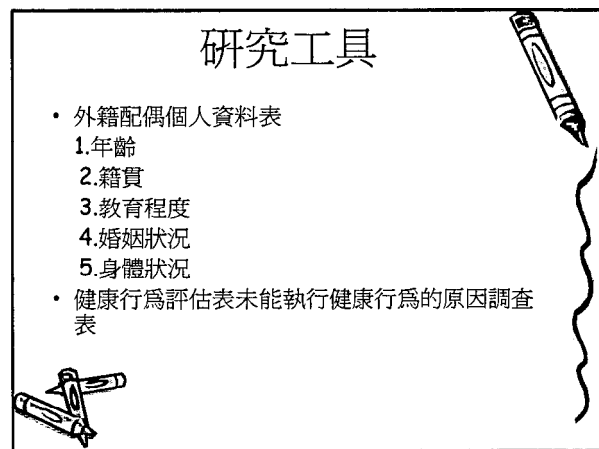 研究工具
• 外籍配偶個人資料表
1.年齡
2.籍貫
3.教育程度
4.婚姻狀況
5.身體狀況
• 健康行為評估表未能執行健康行為的原因調查
表